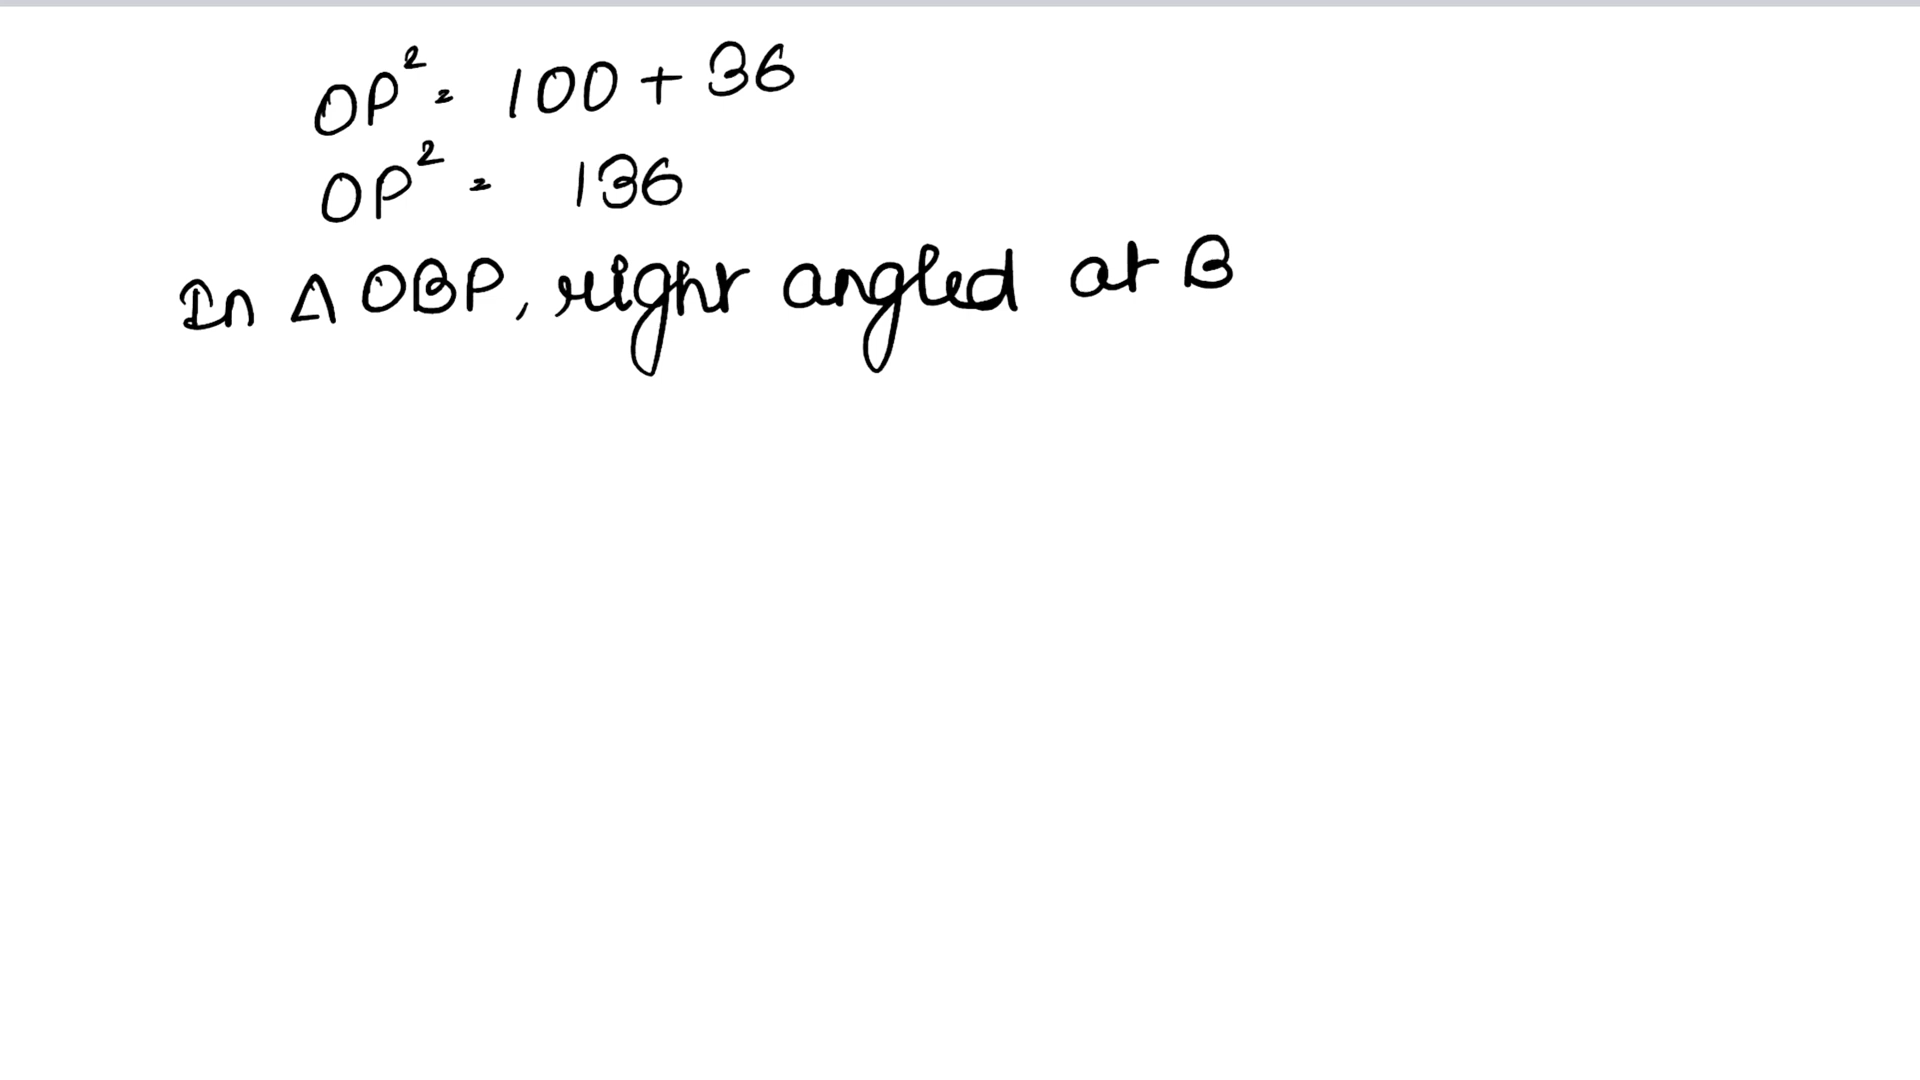 OP² = 100 + 36
OP² = 136
In Δ OBP, right angled at B